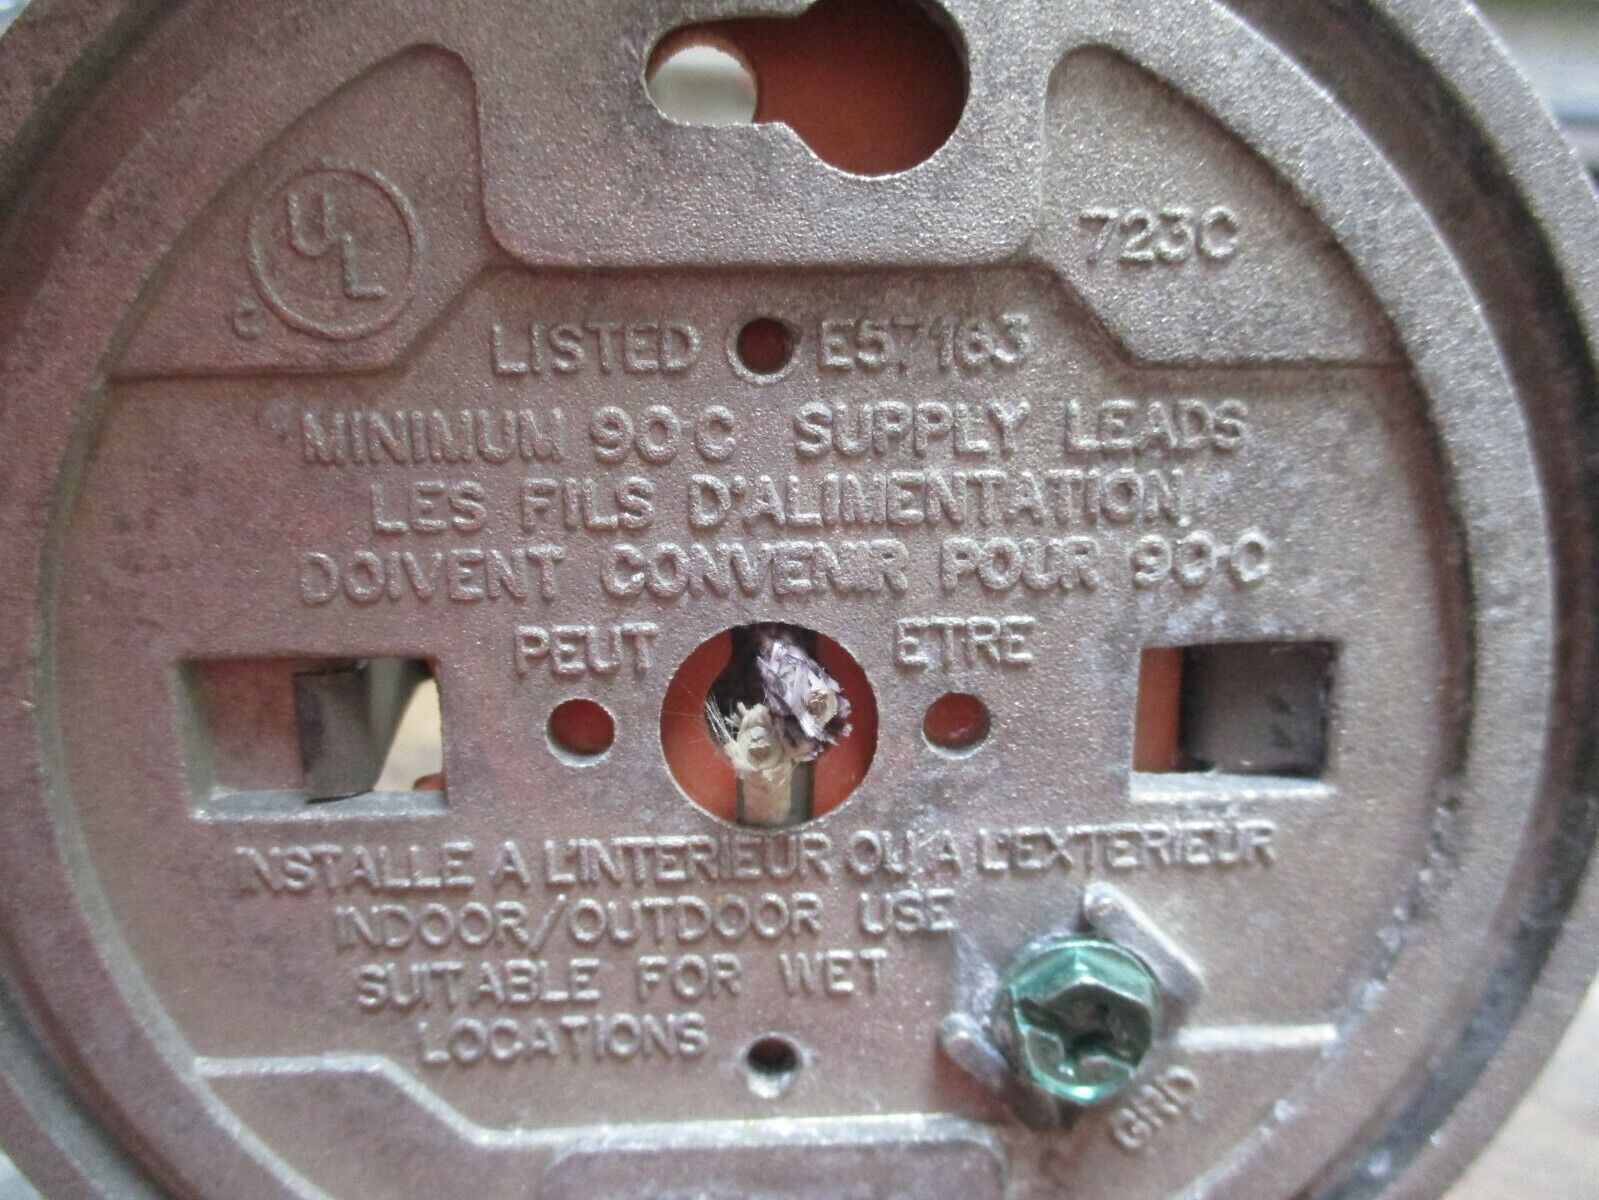 UL
C
723C
LISTED E57163
MINIMUM 90°C SUPPLY LEADS
LES FILS D'ALIMENTATION
DOIVENT CONVENIR POUR 90°C
PEUT ETRE
INSTALLE A L'INTERIEUR OU A L'EXTERIEUR
INDOOR/OUTDOOR USE
SUITABLE FOR WET
LOCATIONS
GRD